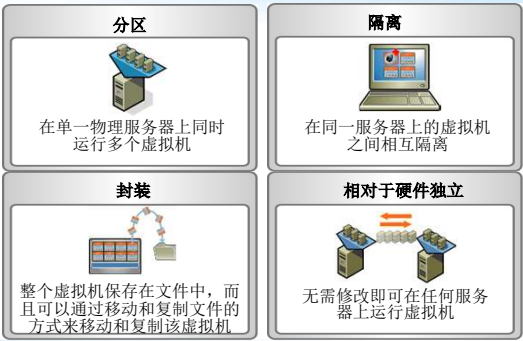 分区
在单一物理服务器上同时
运行多个虚拟机
隔离
在同一服务器上的虚拟机
之间相互隔离
封装
整个虚拟机保存在文件中，而
且可以通过移动和复制文件的
方式来移动和复制该虚拟机
相对于硬件独立
无需修改即可在任何服务
器上运行虚拟机